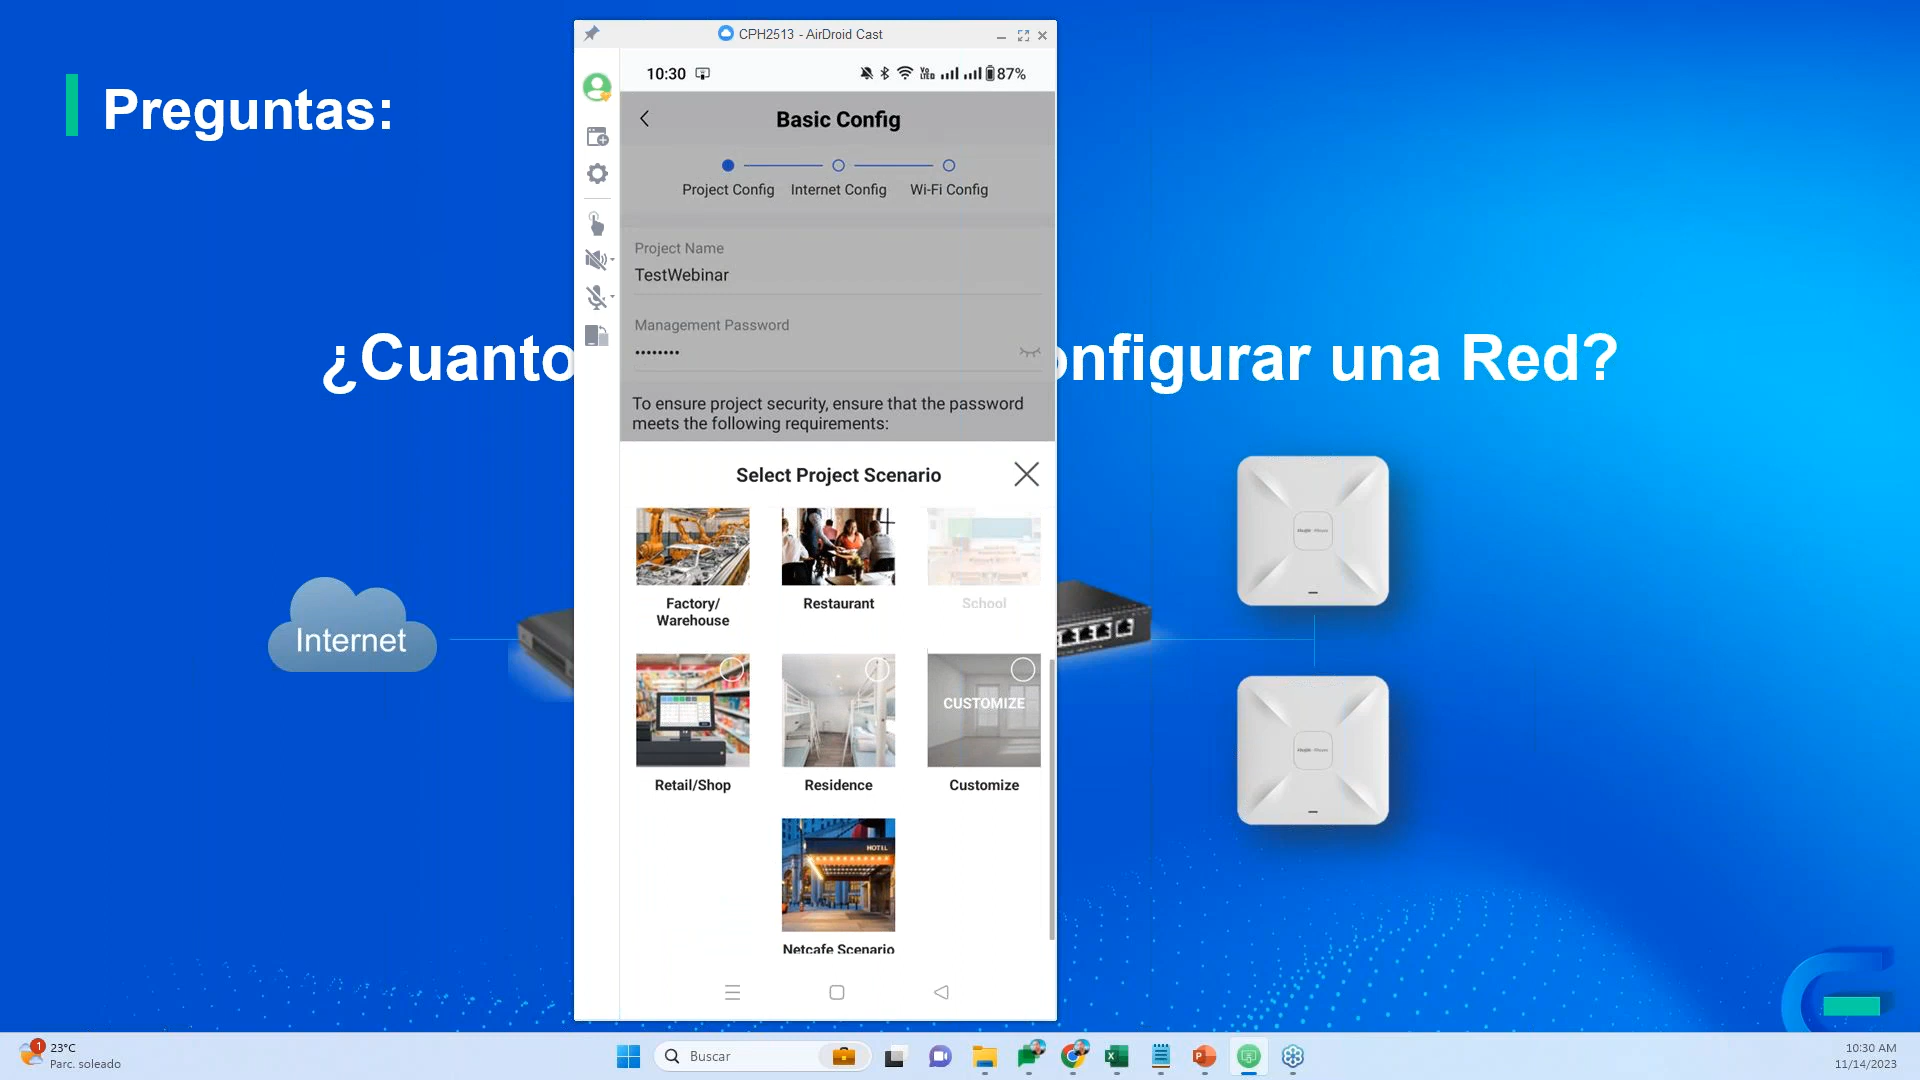 CPH2513 - AirDroid Cast
Preguntas:
10:30
87%
Basic Config
Project Config
Internet Config
Wi-Fi Config
Project Name
TestWebinar
Management Password
••••••••
¿Cuanto
onfigurar una Red?
To ensure project security, ensure that the password
meets the following requirements:
Select Project Scenario
Factory/
Warehouse
Restaurant
School
CUSTOMIZE
Retail/Shop
Residence
Customize
HOTEL
Netcafe Scenario
Internet
1
23°C
Parc. soleado
Buscar
10:30 AM
11/14/2023